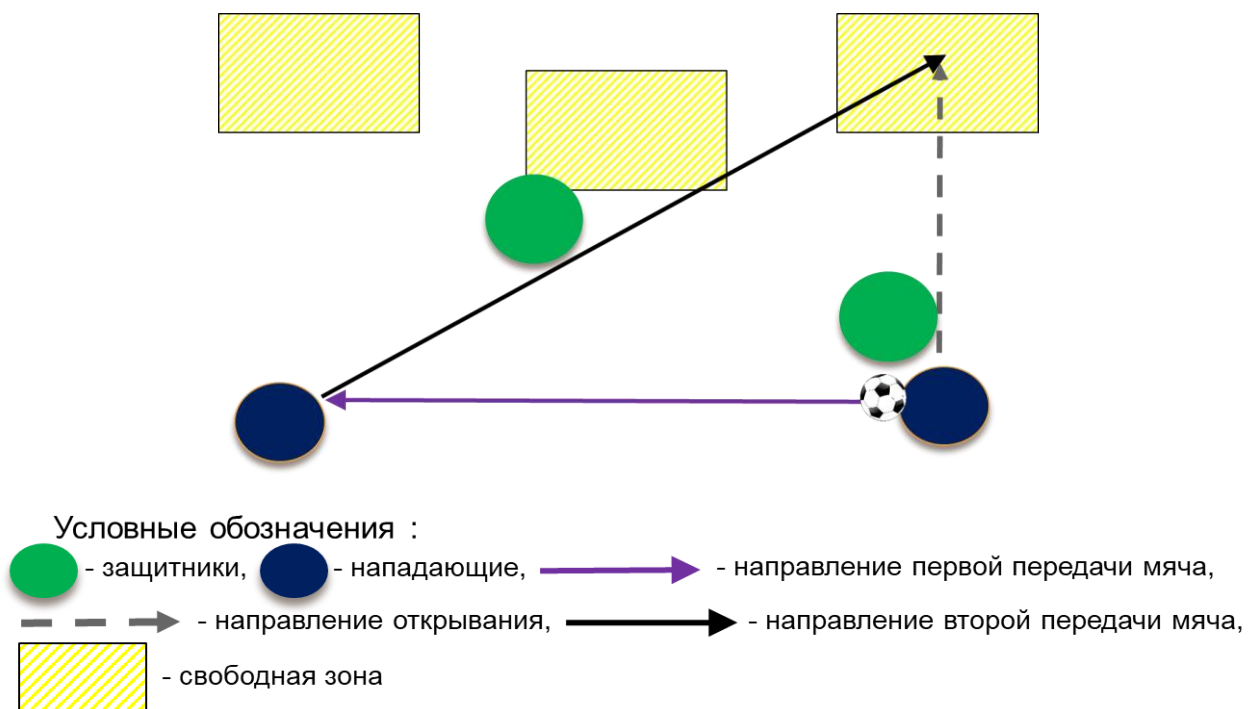 Условные обозначения :
- защитники, - нападающие, - направление первой передачи мяча,
- направление открывания, - направление второй передачи мяча,
- свободная зона